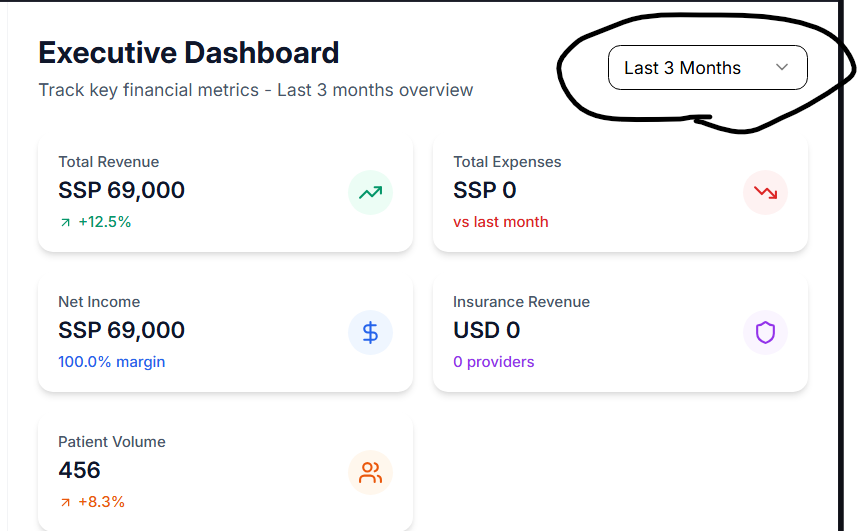 Executive Dashboard
Track key financial metrics - Last 3 months overview
Last 3 Months
Total Revenue
SSP 69,000
+12.5%
Total Expenses
SSP 0
vs last month
Net Income
SSP 69,000
100.0% margin
Insurance Revenue
USD 0
0 providers
Patient Volume
456
+8.3%